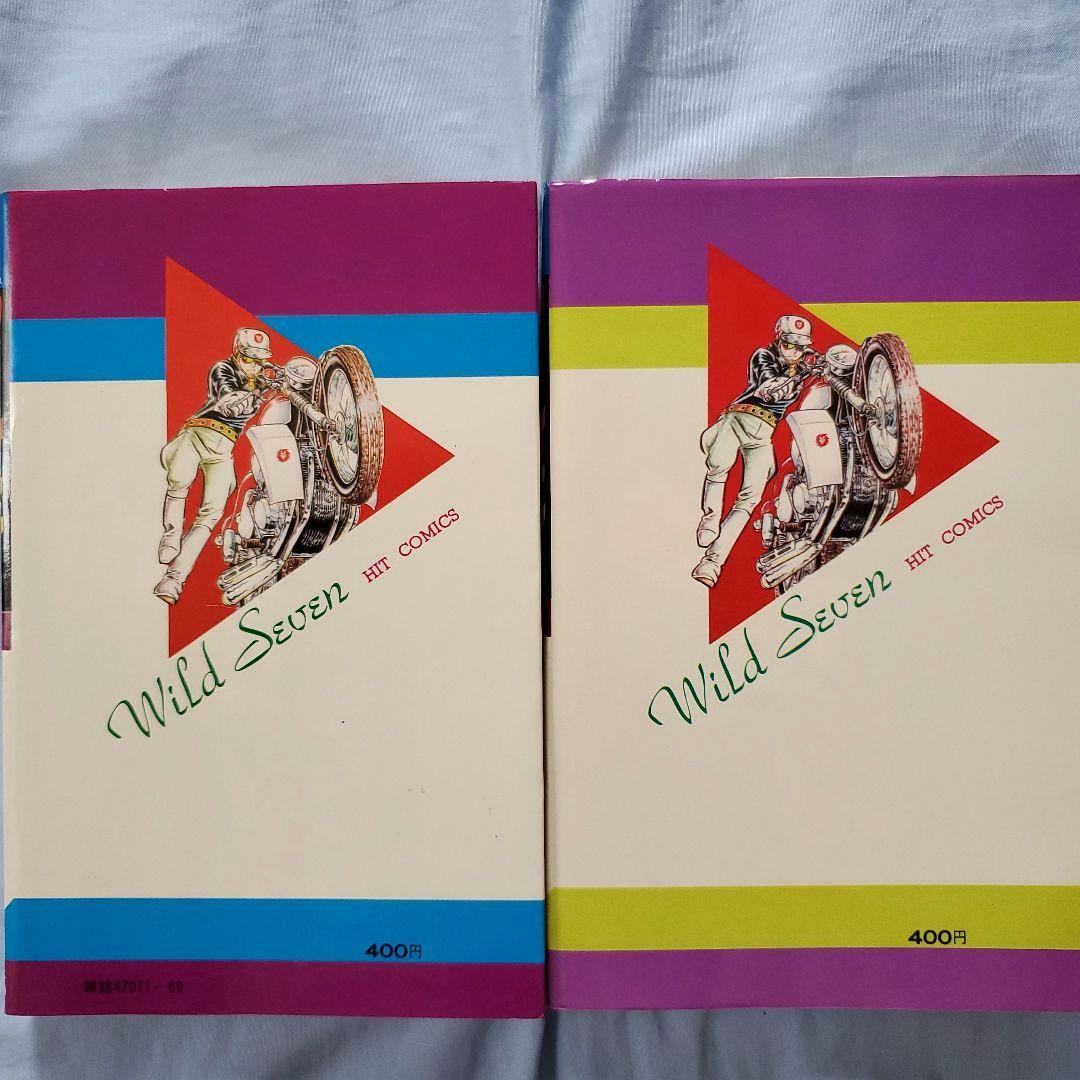 HIT COMICS
Wild Seven
400円
雑誌47011-69
HIT COMICS
Wild Seven
400円